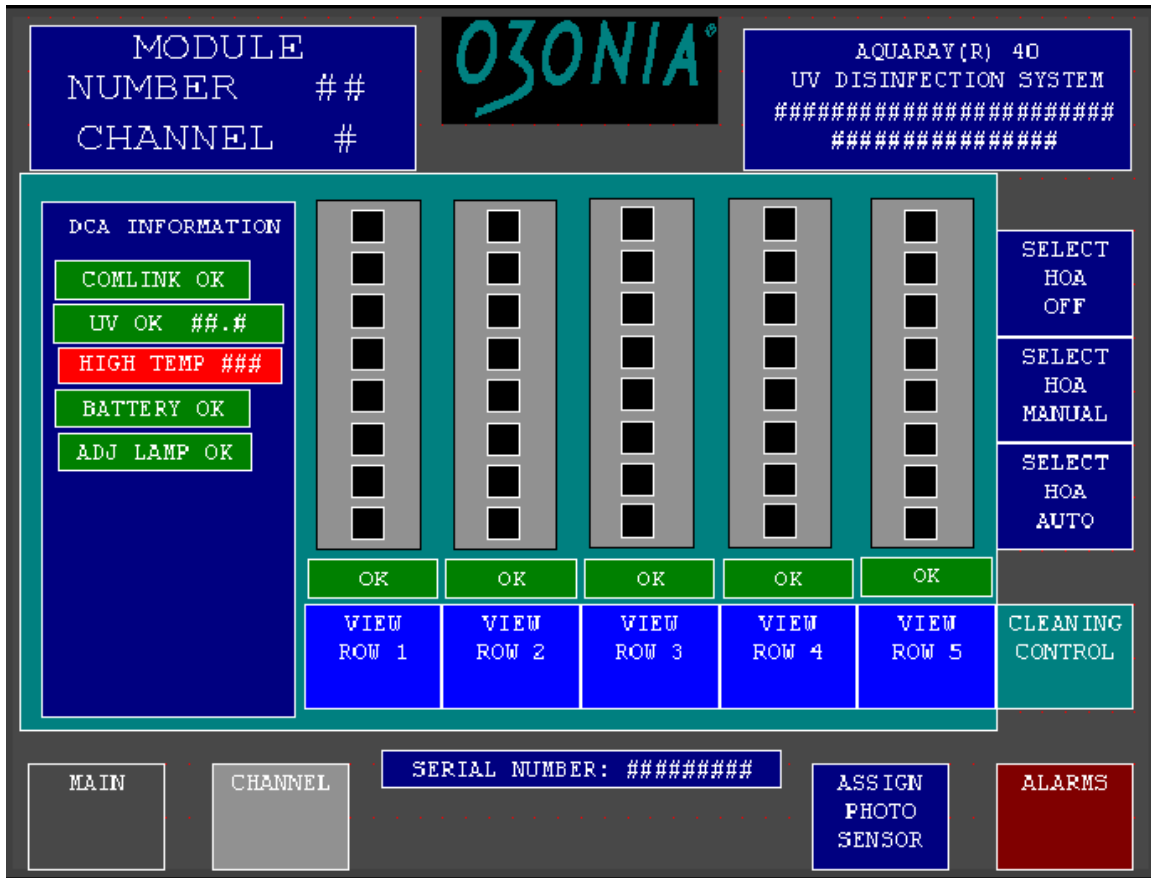 MODULE
NUMBER ##
CHANNEL #
OZONIA®
AQUARAY(R) 40
UV DISINFECTION SYSTEM
########################
################
DCA INFORMATION
COMLINK OK
UV OK ##.#
HIGH TEMP ###
BATTERY OK
ADJ LAMP OK
OK
OK
OK
OK
OK
VIEW
ROW 1
VIEW
ROW 2
VIEW
ROW 3
VIEW
ROW 4
VIEW
ROW 5
SELECT
HOA
OFF
SELECT
HOA
MANUAL
SELECT
HOA
AUTO
CLEANING
CONTROL
MAIN
CHANNEL
SERIAL NUMBER: #########
ASSIGN
PHOTO
SENSOR
ALARMS